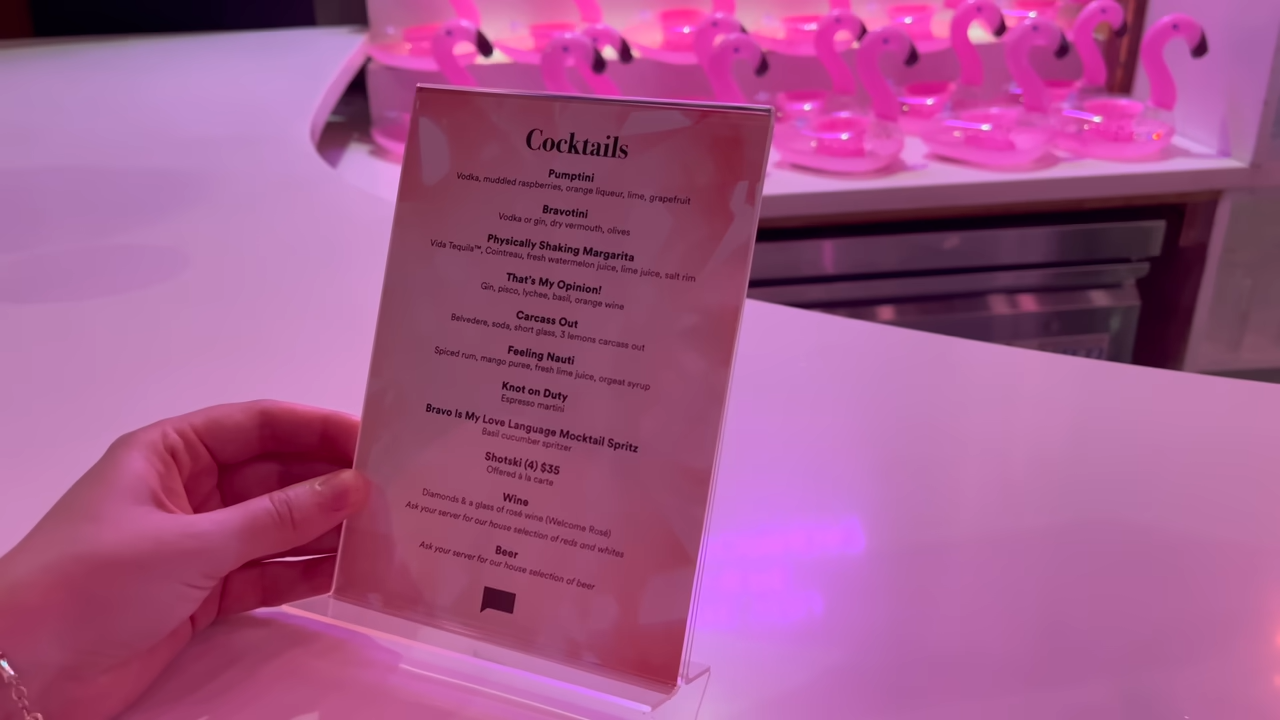 Cocktails
Pumptini
Vodka, muddled raspberries, orange liqueur, lime, grapefruit
Bravotini
Vodka or gin, dry vermouth, olives
Physically Shaking Margarita
Vida Tequila™, Cointreau, fresh watermelon juice, lime juice, salt rim
That's My Opinion!
Gin, pisco, lychee, basil, orange wine
Carcass Out
Belvedere, soda, short glass, 3 lemons carcass out
Feeling Nauti
Spiced rum, mango puree, fresh lime juice, orgeat syrup
Knot on Duty
Espresso martini
Bravo Is My Love Language Mocktail Spritz
Basil cucumber spritzer
Shotski (4) $35
Offered à la carte
Wine
Diamonds & a glass of rosé wine (Welcome Rosé)
Ask your server for our house selection of reds and whites
Beer
Ask your server for our house selection of beer